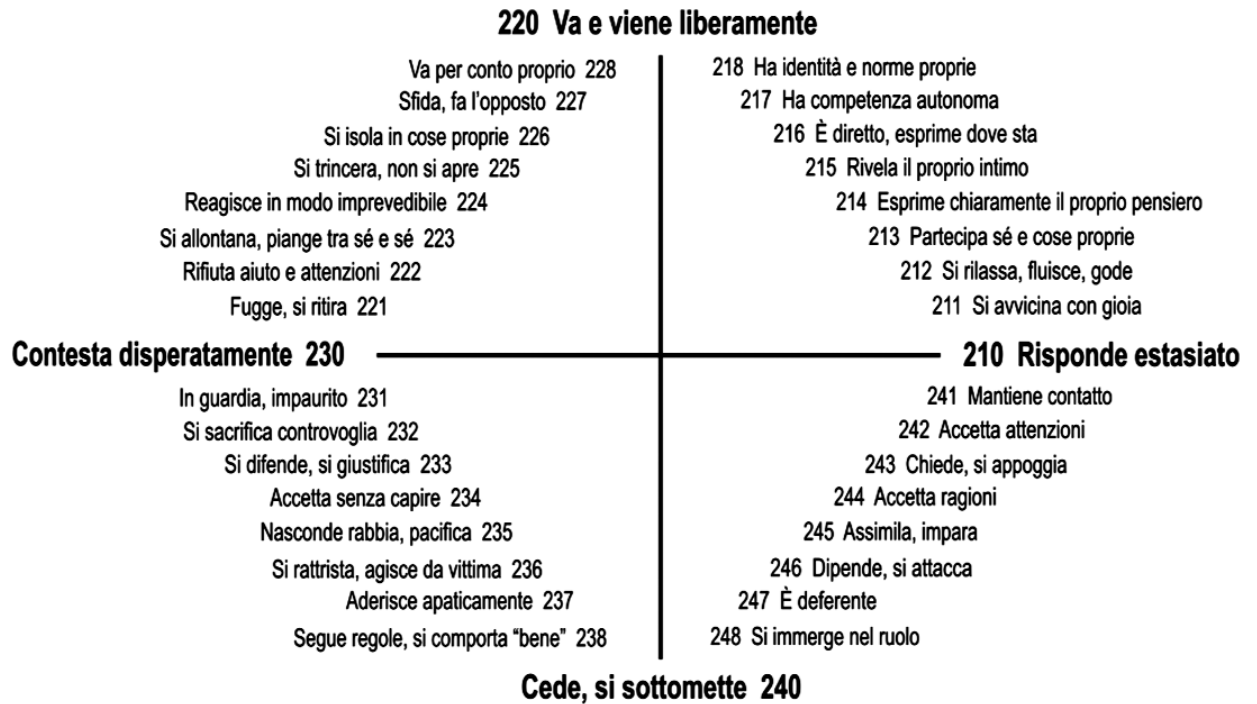 220 Va e viene liberamente
Va per conto proprio 228
Sfida, fa l'opposto 227
Si isola in cose proprie 226
Si trincera, non si apre 225
Reagisce in modo imprevedibile 224
Si allontana, piange tra sé e sé 223
Rifiuta aiuto e attenzioni 222
Fugge, si ritira 221
218 Ha identità e norme proprie
217 Ha competenza autonoma
216 È diretto, esprime dove sta
215 Rivela il proprio intimo
214 Esprime chiaramente il proprio pensiero
213 Partecipa sé e cose proprie
212 Si rilassa, fluisce, gode
211 Si avvicina con gioia
Contesta disperatamente 230
210 Risponde estasiato
In guardia, impaurito 231
Si sacrifica controvoglia 232
Si difende, si giustifica 233
Accetta senza capire 234
Nasconde rabbia, pacifica 235
Si rattrista, agisce da vittima 236
Aderisce apaticamente 237
Segue regole, si comporta “bene” 238
241 Mantiene contatto
242 Accetta attenzioni
243 Chiede, si appoggia
244 Accetta ragioni
245 Assimila, impara
246 Dipende, si attacca
247 È deferente
248 Si immerge nel ruolo
Cede, si sottomette 240